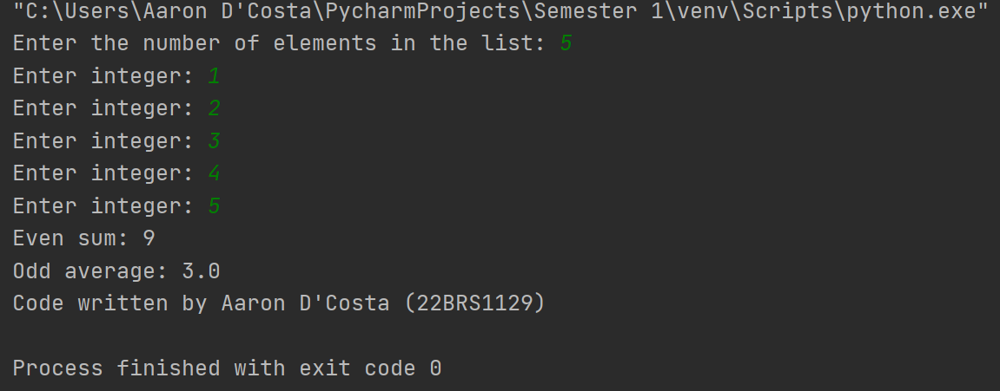 "C:\Users\Aaron D'Costa\PycharmProjects\Semester 1\venv\Scripts\python.exe"
Enter the number of elements in the list: 5
Enter integer: 1
Enter integer: 2
Enter integer: 3
Enter integer: 4
Enter integer: 5
Even sum: 9
Odd average: 3.0
Code written by Aaron D'Costa (22BRS1129)
Process finished with exit code 0